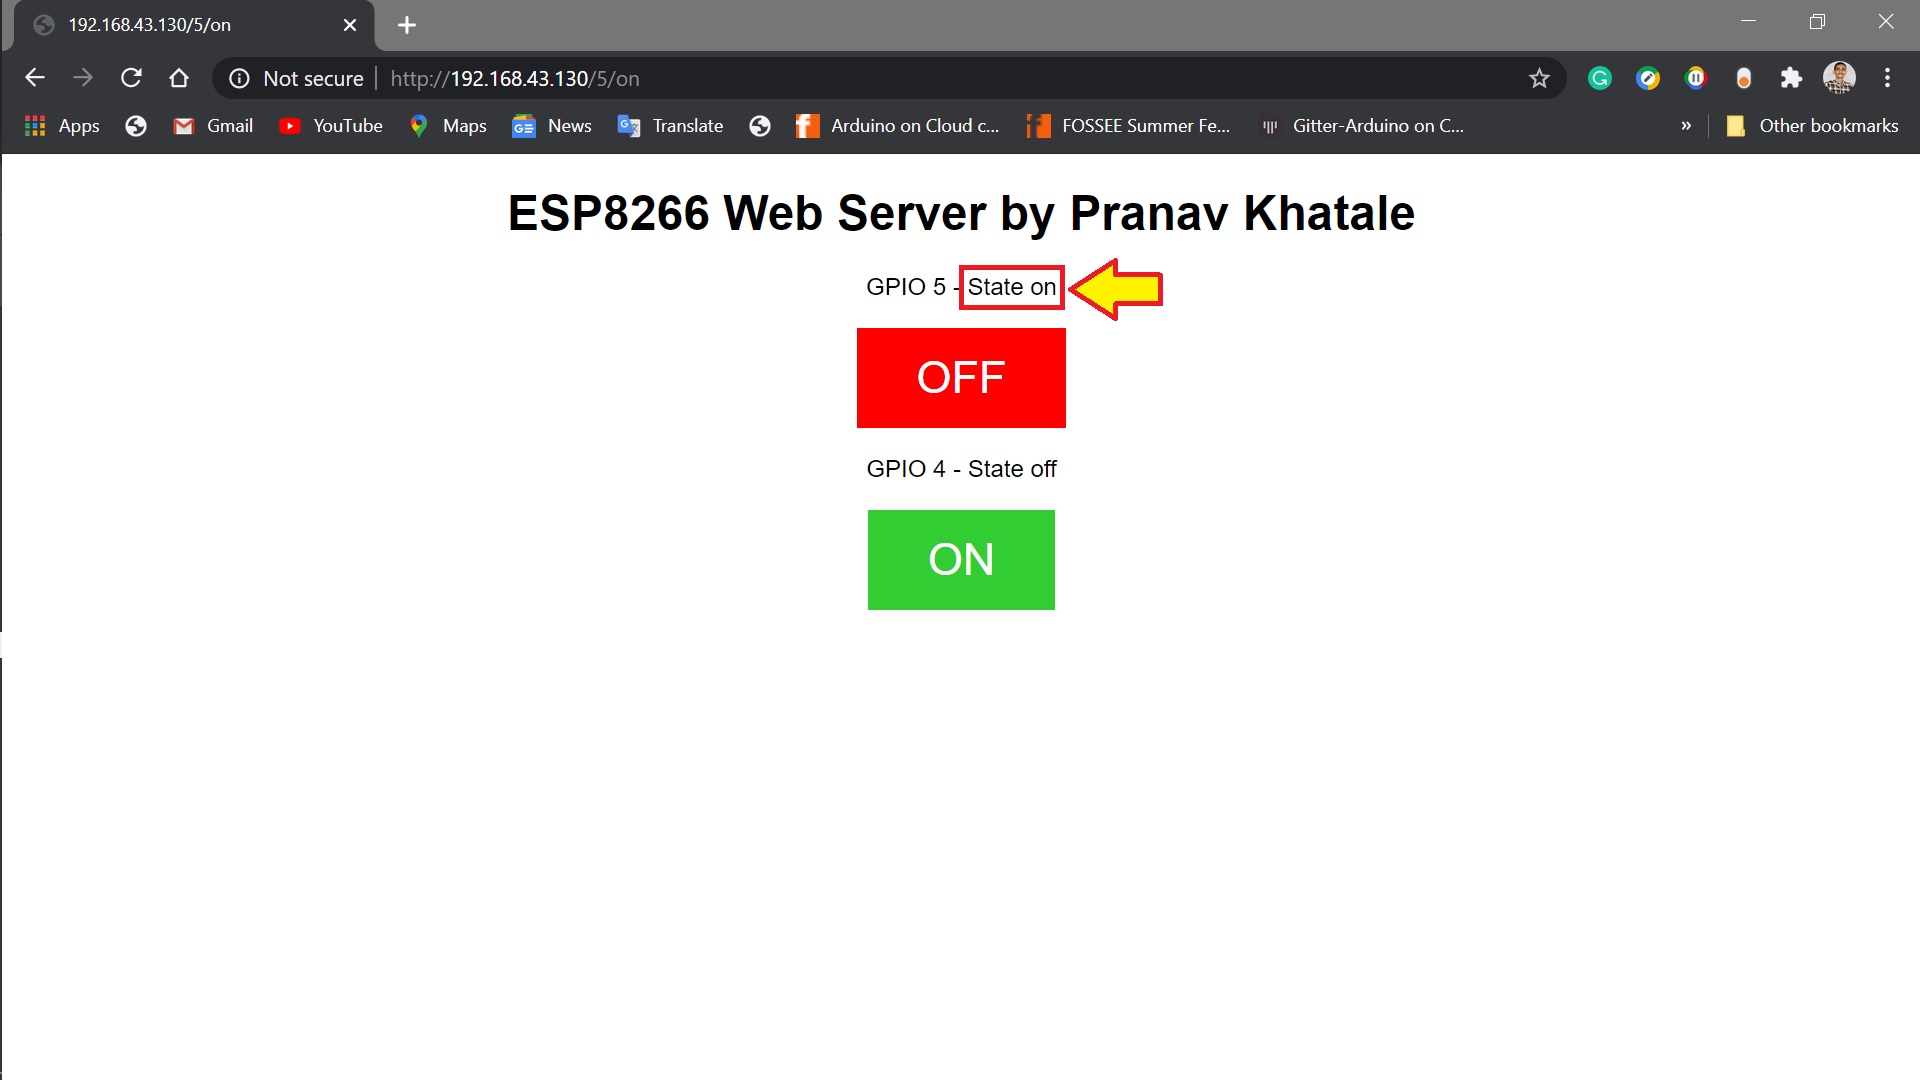 192.168.43.130/5/on
Not secure http://192.168.43.130/5/on
Apps Gmail YouTube Maps News Translate Arduino on Cloud c... FOSSEE Summer Fe... Gitter-Arduino on C... » Other bookmarks
ESP8266 Web Server by Pranav Khatale
GPIO 5 - State on
OFF
GPIO 4 - State off
ON